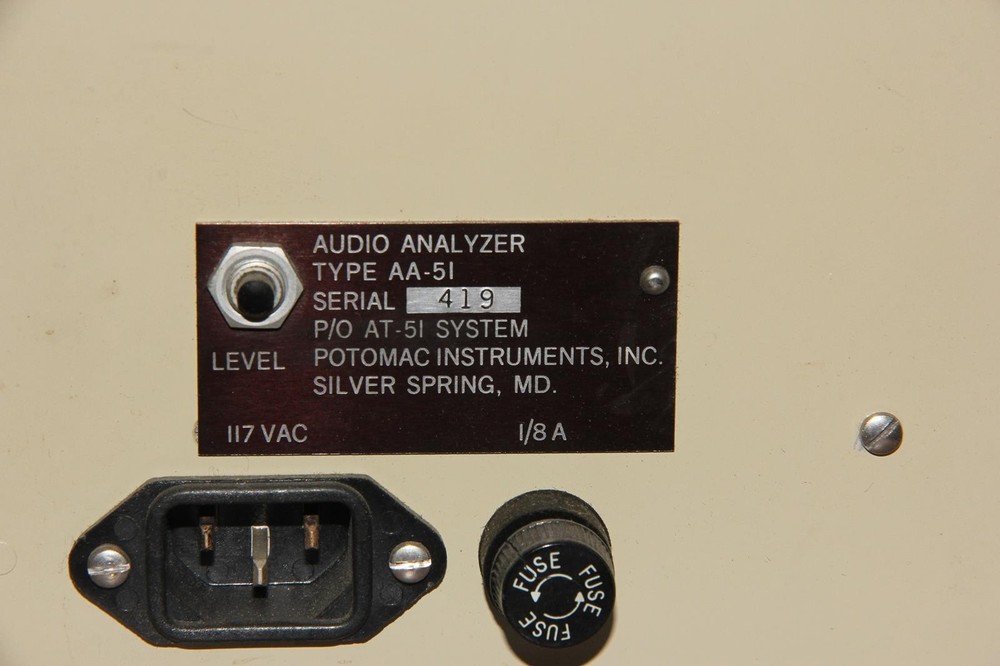 AUDIO ANALYZER
TYPE AA-51
SERIAL 419
P/O AT-51 SYSTEM
LEVEL
POTOMAC INSTRUMENTS, INC.
SILVER SPRING, MD.
117 VAC
1/8 A
FUSE
FUSE
FUSE